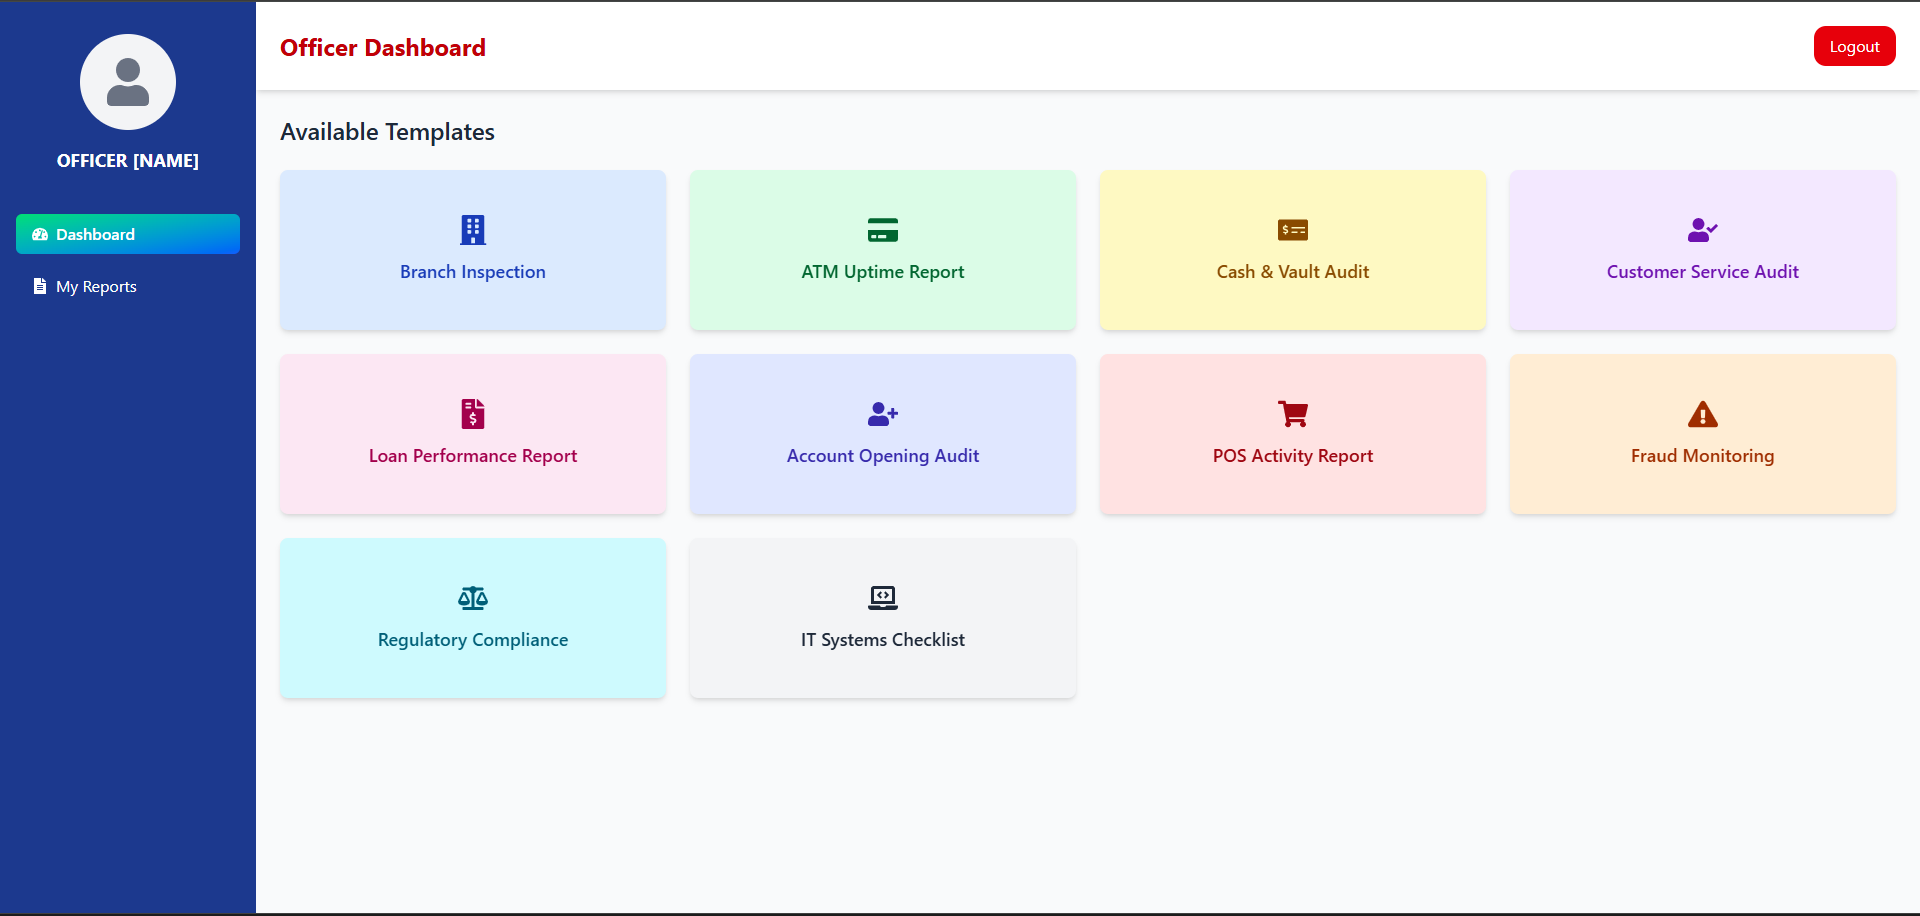 OFFICER [NAME]
Dashboard
My Reports
Officer Dashboard
Logout
Available Templates
Branch Inspection
ATM Uptime Report
Cash & Vault Audit
Customer Service Audit
Loan Performance Report
Account Opening Audit
POS Activity Report
Fraud Monitoring
Regulatory Compliance
IT Systems Checklist